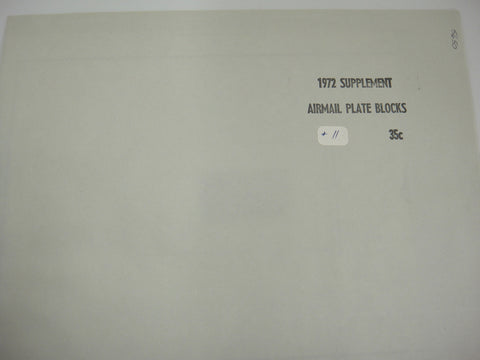 1972 SUPPLEMENT
AIRMAIL PLATE BLOCKS
+ 11
35c